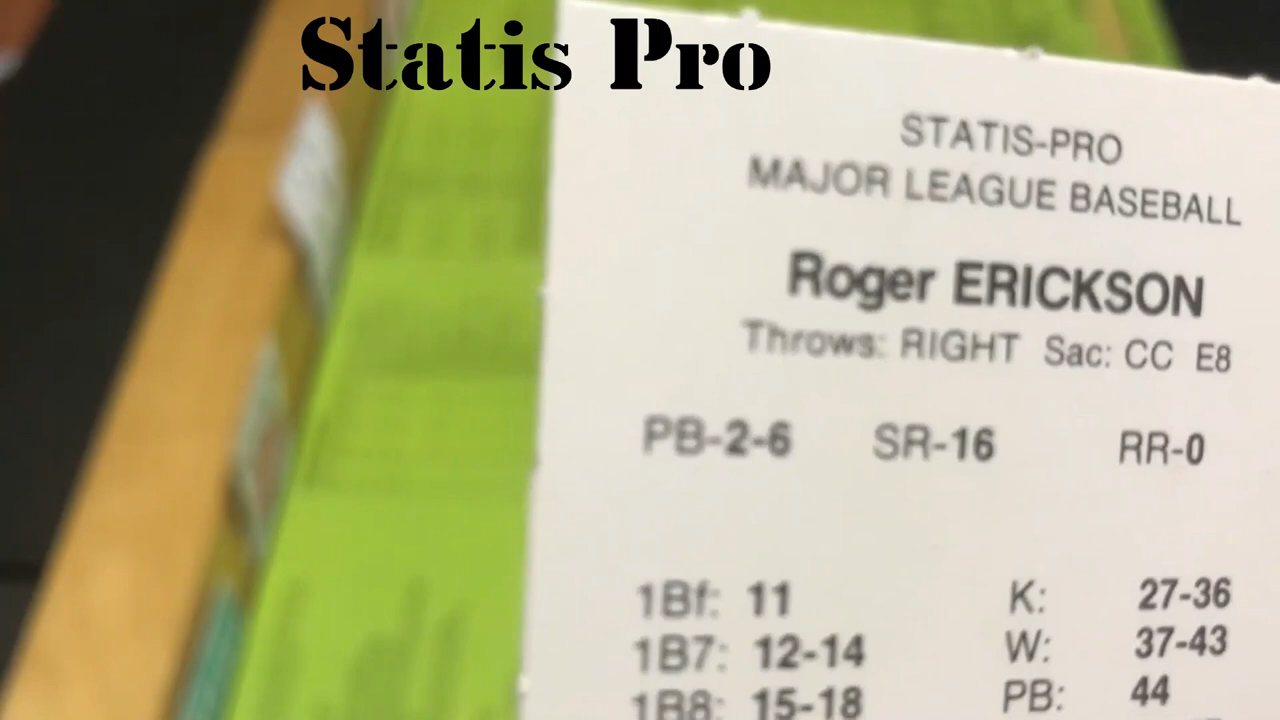 Statis Pro
STATIS-PRO
MAJOR LEAGUE BASEBALL
Roger ERICKSON
Throws: RIGHT Sac: CC E8
PB-2-6 SR-16 RR-0
1Bf: 11 K: 27-36
1B7: 12-14 W: 37-43
1B8: 15-18 PB: 44